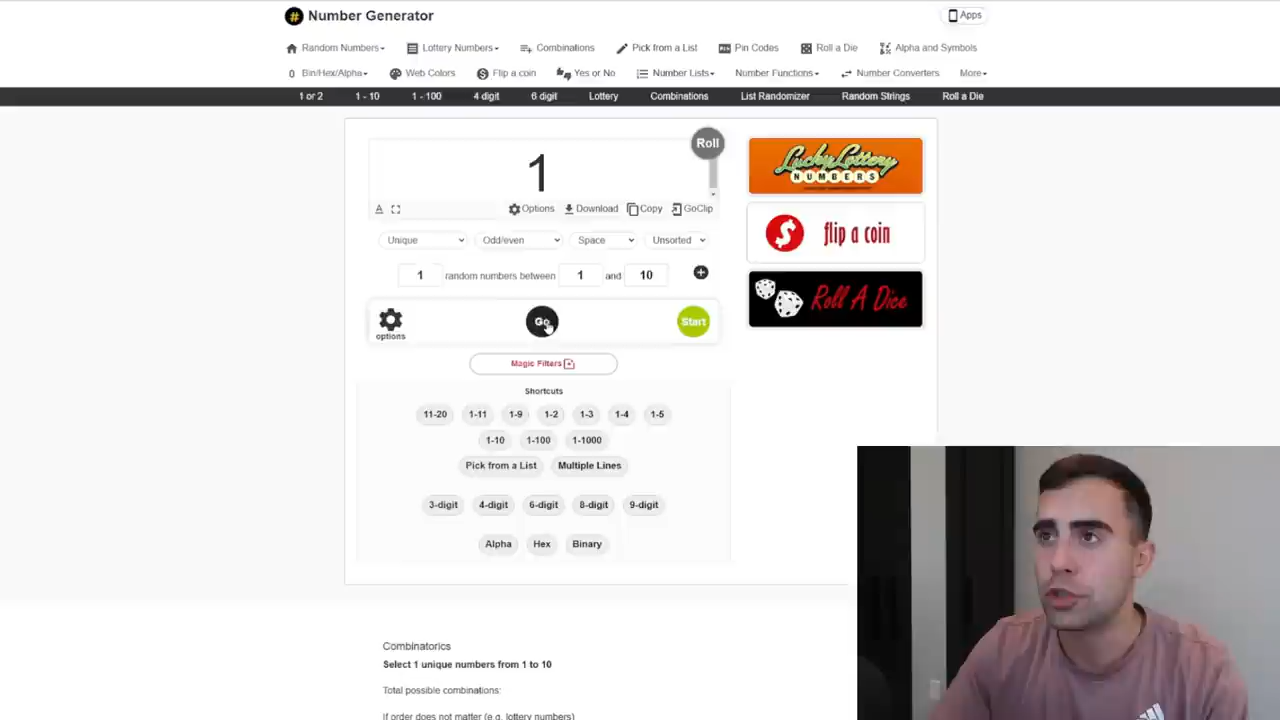 # Number Generator
Apps
Random Numbers Lottery Numbers Combinations Pick from a List PIN Pin Codes Roll a Die Alpha and Symbols
Bin/Hex/Alpha Web Colors Flip a coin Yes or No Number Lists Number Functions Number Converters More
1 or 2 1 - 10 1 - 100 4 digit 6 digit Lottery Combinations List Randomizer Random Strings Roll a Die
Roll
1
A Options Download Copy GoClip
Unique Odd/even Space Unsorted
1 random numbers between 1 and 10
options Go Start
Magic Filters
Shortcuts
11-20 1-11 1-9 1-2 1-3 1-4 1-5
1-10 1-100 1-1000
Pick from a List Multiple Lines
3-digit 4-digit 6-digit 8-digit 9-digit
Alpha Hex Binary
Lucky Lottery
NUMBERS
$ flip a coin
Roll A Dice
Combinatorics
Select 1 unique numbers from 1 to 10
Total possible combinations:
If order does not matter (e.g. lottery numbers)